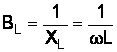 B_L = 1/X_L = 1/ωL